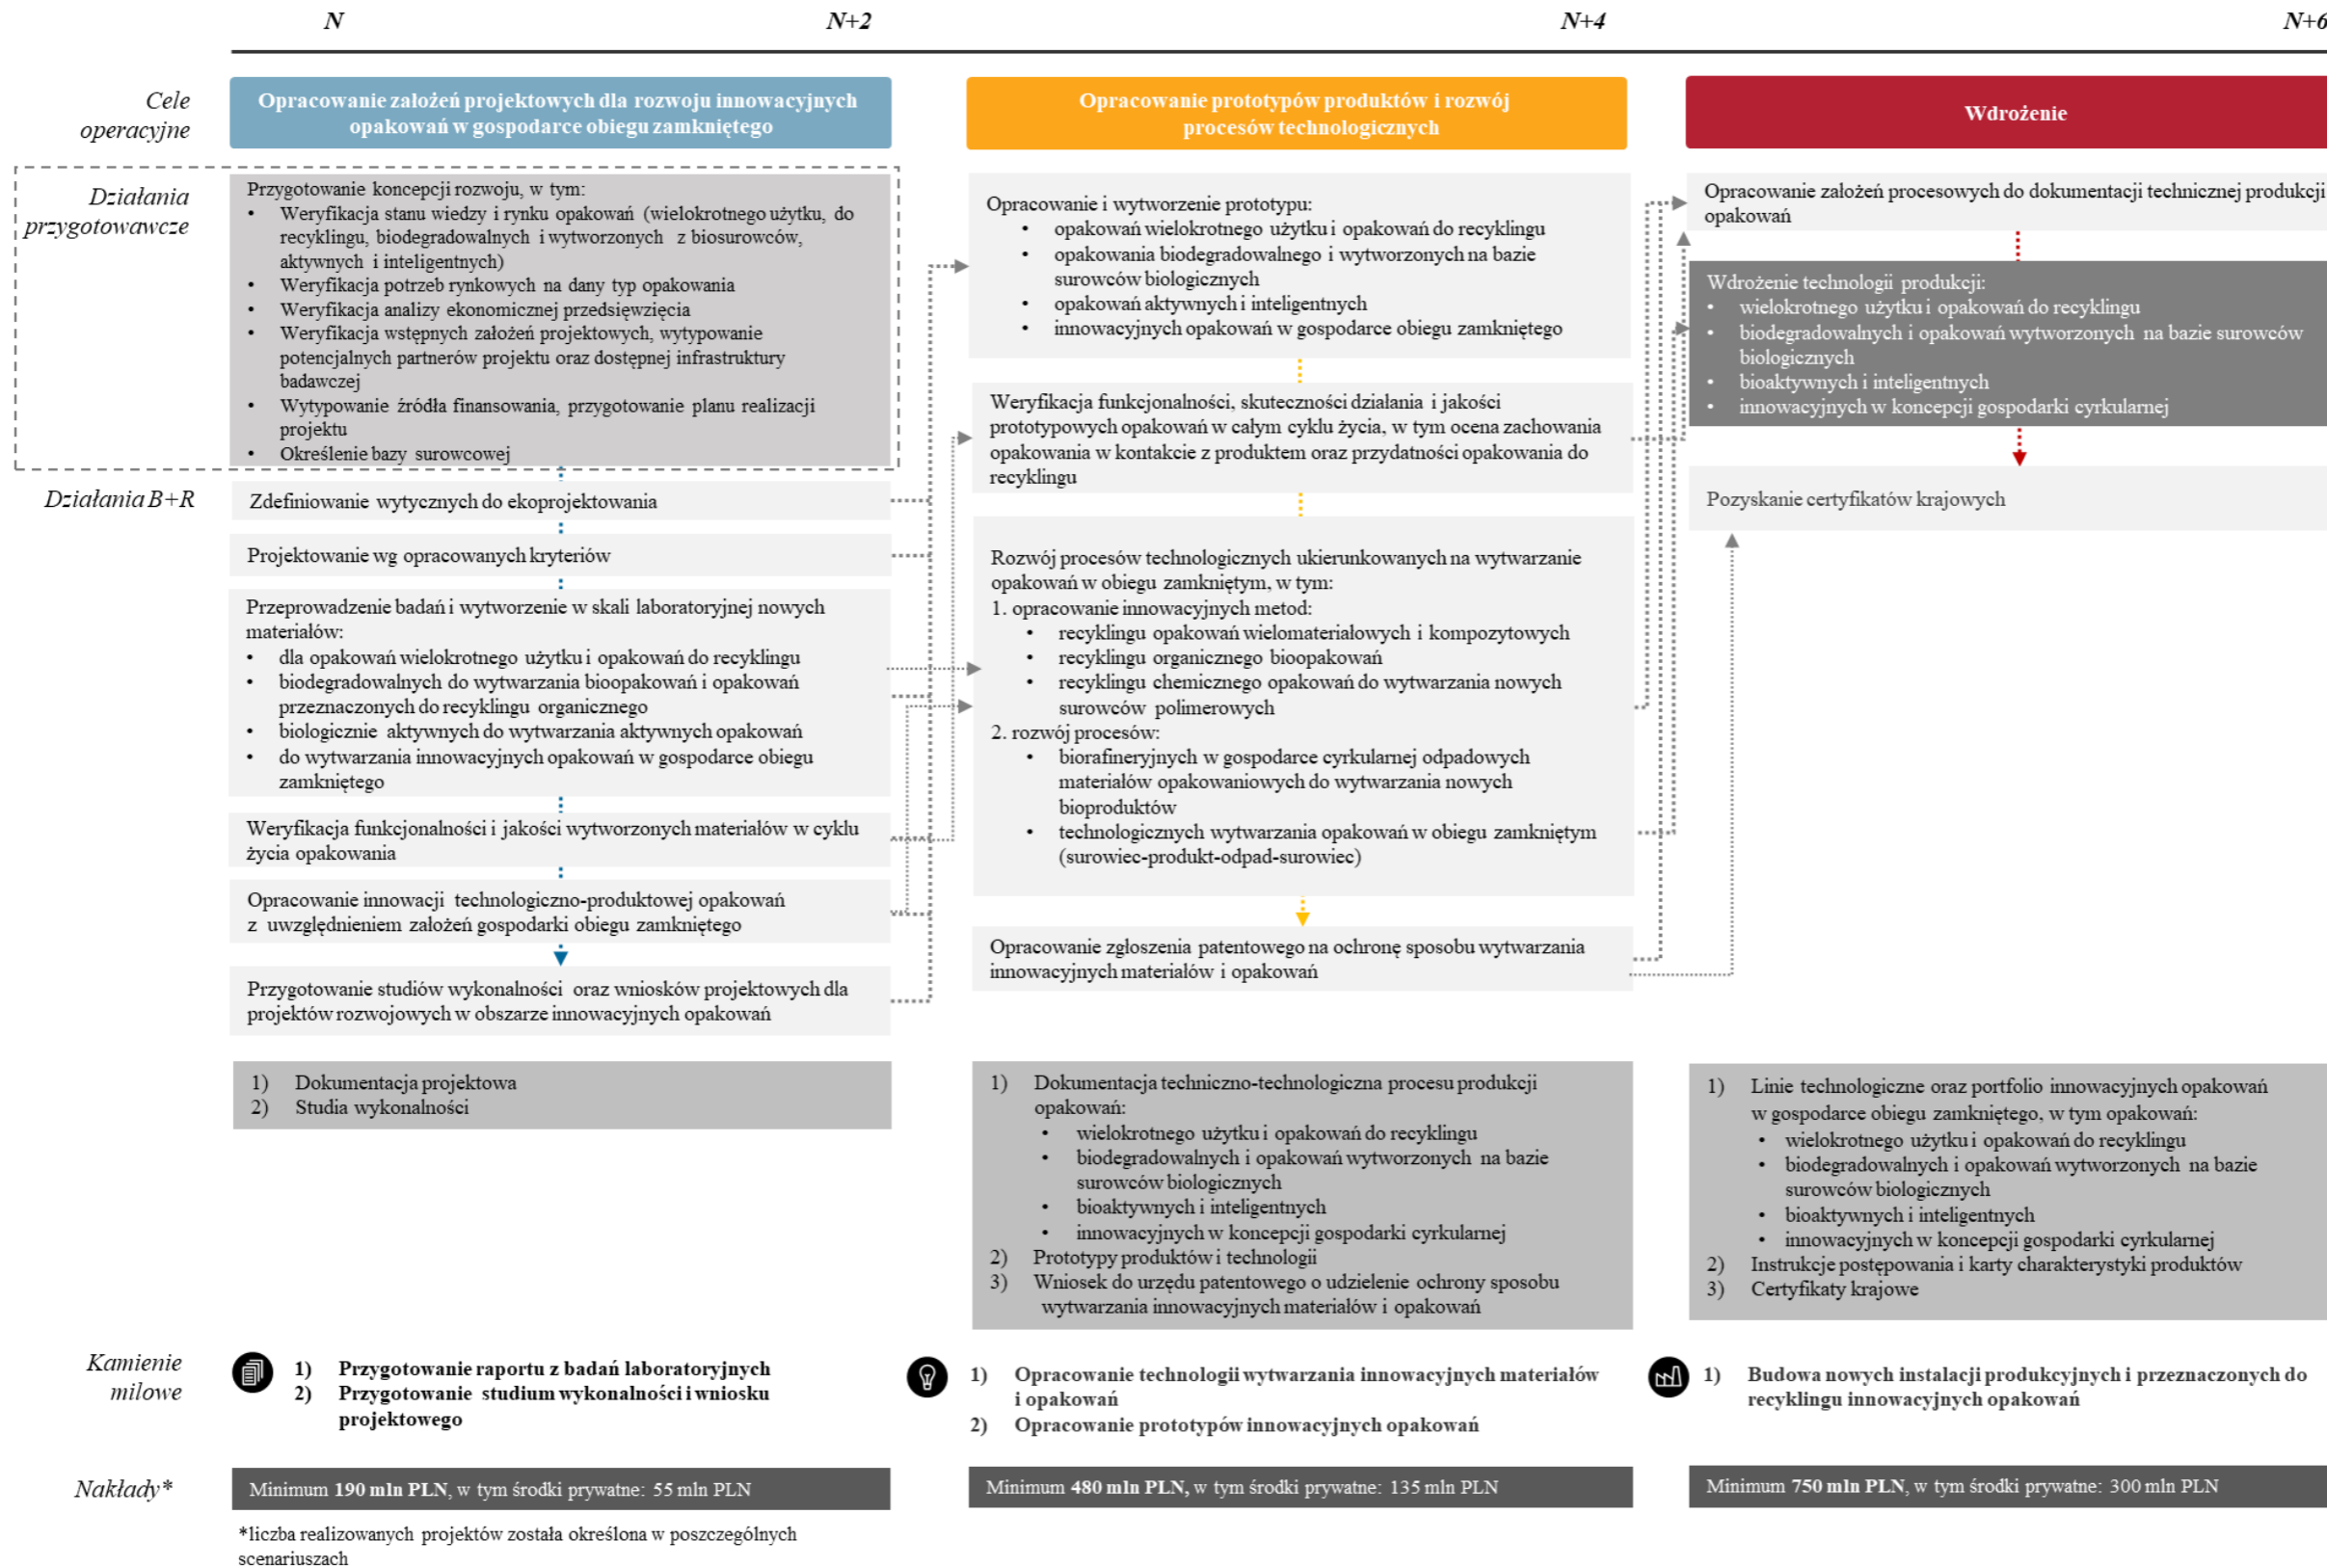 N
N+2
N+4
N+6
Cele
operacyjne
Opracowanie założeń projektowych dla rozwoju innowacyjnych
opakowań w gospodarce obiegu zamkniętego
Opracowanie prototypów produktów i rozwój
procesów technologicznych
Wdrożenie
Działania
przygotowawcze
Przygotowanie koncepcji rozwoju, w tym:
• Weryfikacja stanu wiedzy i rynku opakowań (wielokrotnego użytku, do
recyklingu, biodegradowalnych i wytworzonych z biosurowców,
aktywnych i inteligentnych)
• Weryfikacja potrzeb rynkowych na dany typ opakowania
• Weryfikacja analizy ekonomicznej przedsięwzięcia
• Weryfikacja wstępnych założeń projektowych, wytypowanie
potencjalnych partnerów projektu oraz dostępnej infrastruktury
badawczej
• Wytypowanie źródła finansowania, przygotowanie planu realizacji
projektu
• Określenie bazy surowcowej
Działania B+R
Zdefiniowanie wytycznych do ekoprojektowania
Projektowanie wg opracowanych kryteriów
Przeprowadzenie badań i wytworzenie w skali laboratoryjnej nowych
materiałów:
• dla opakowań wielokrotnego użytku i opakowań do recyklingu
• biodegradowalnych do wytwarzania bioopakowań i opakowań
przeznaczonych do recyklingu organicznego
• biologicznie aktywnych do wytwarzania aktywnych opakowań
• do wytwarzania innowacyjnych opakowań w gospodarce obiegu
zamkniętego
Weryfikacja funkcjonalności i jakości wytworzonych materiałów w cyklu
życia opakowania
Opracowanie innowacji technologiczno-produktowej opakowań
z uwzględnieniem założeń gospodarki obiegu zamkniętego
Przygotowanie studiów wykonalności oraz wniosków projektowych dla
projektów rozwojowych w obszarze innowacyjnych opakowań
Opracowanie i wytworzenie prototypu:
• opakowań wielokrotnego użytku i opakowań do recyklingu
• opakowania biodegradowalnego i wytworzonych na bazie
surowców biologicznych
• opakowań aktywnych i inteligentnych
• innowacyjnych opakowań w gospodarce obiegu zamkniętego
Weryfikacja funkcjonalności, skuteczności działania i jakości
prototypowych opakowań w całym cyklu życia, w tym ocena zachowania
opakowania w kontakcie z produktem oraz przydatności opakowania do
recyklingu
Rozwój procesów technologicznych ukierunkowanych na wytwarzanie
opakowań w obiegu zamkniętym, w tym:
1. opracowanie innowacyjnych metod:
• recyklingu opakowań wielomateriałowych i kompozytowych
• recyklingu organicznego bioopakowań
• recyklingu chemicznego opakowań do wytwarzania nowych
surowców polimerowych
2. rozwój procesów:
• biorafineryjnych w gospodarce cyrkularnej odpadowych
materiałów opakowaniowych do wytwarzania nowych
bioproduktów
• technologicznych wytwarzania opakowań w obiegu zamkniętym
(surowiec-produkt-odpad-surowiec)
Opracowanie zgłoszenia patentowego na ochronę sposobu wytwarzania
innowacyjnych materiałów i opakowań
Opracowanie założeń procesowych do dokumentacji technicznej produkcji
opakowań
Wdrożenie technologii produkcji:
• wielokrotnego użytku i opakowań do recyklingu
• biodegradowalnych i opakowań wytworzonych na bazie surowców
biologicznych
• bioaktywnych i inteligentnych
• innowacyjnych w koncepcji gospodarki cyrkularnej
Pozyskanie certyfikatów krajowych
1) Dokumentacja projektowa
2) Studia wykonalności
1) Dokumentacja techniczno-technologiczna procesu produkcji
opakowań:
• wielokrotnego użytku i opakowań do recyklingu
• biodegradowalnych i opakowań wytworzonych na bazie
surowców biologicznych
• bioaktywnych i inteligentnych
• innowacyjnych w koncepcji gospodarki cyrkularnej
2) Prototypy produktów i technologii
3) Wniosek do urzędu patentowego o udzielenie ochrony sposobu
wytwarzania innowacyjnych materiałów i opakowań
1) Linie technologiczne oraz portfolio innowacyjnych opakowań
w gospodarce obiegu zamkniętego, w tym opakowań:
• wielokrotnego użytku i opakowań do recyklingu
• biodegradowalnych i opakowań wytworzonych na bazie
surowców biologicznych
• bioaktywnych i inteligentnych
• innowacyjnych w koncepcji gospodarki cyrkularnej
2) Instrukcje postępowania i karty charakterystyki produktów
3) Certyfikaty krajowe
Kamienie
milowe
1) Przygotowanie raportu z badań laboratoryjnych
2) Przygotowanie studium wykonalności i wniosku
projektowego
1) Opracowanie technologii wytwarzania innowacyjnych materiałów
i opakowań
2) Opracowanie prototypów innowacyjnych opakowań
1) Budowa nowych instalacji produkcyjnych i przeznaczonych do
recyklingu innowacyjnych opakowań
Nakłady*
Minimum 190 mln PLN, w tym środki prywatne: 55 mln PLN
Minimum 480 mln PLN, w tym środki prywatne: 135 mln PLN
Minimum 750 mln PLN, w tym środki prywatne: 300 mln PLN
*liczba realizowanych projektów została określona w poszczególnych
scenariuszach